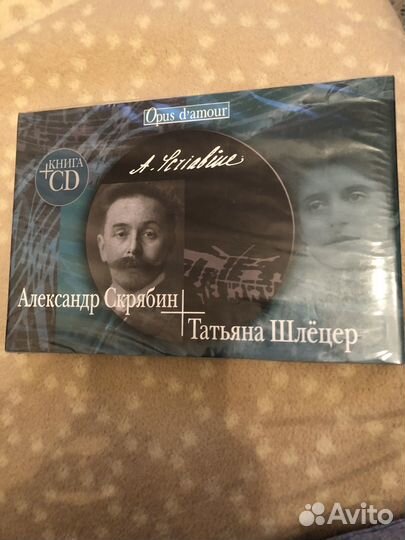 Opus d'amour
КНИГА
+CD
A. Scriabine
Александр Скрябин
+
Татьяна Шлёцер
Avito